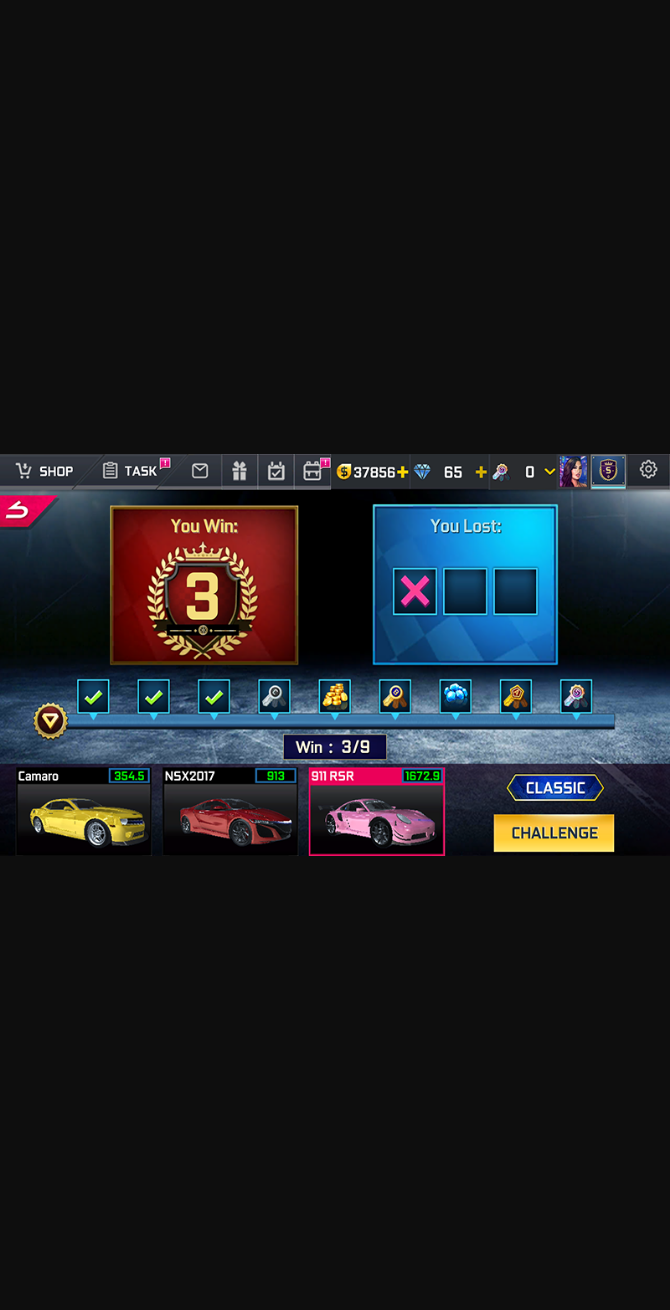 SHOP
TASK
37856
65
0
You Win:
3
You Lost:
Win : 3/9
Camaro 354.5
NSX2017 913
911 RSR 1672.9
CLASSIC
CHALLENGE